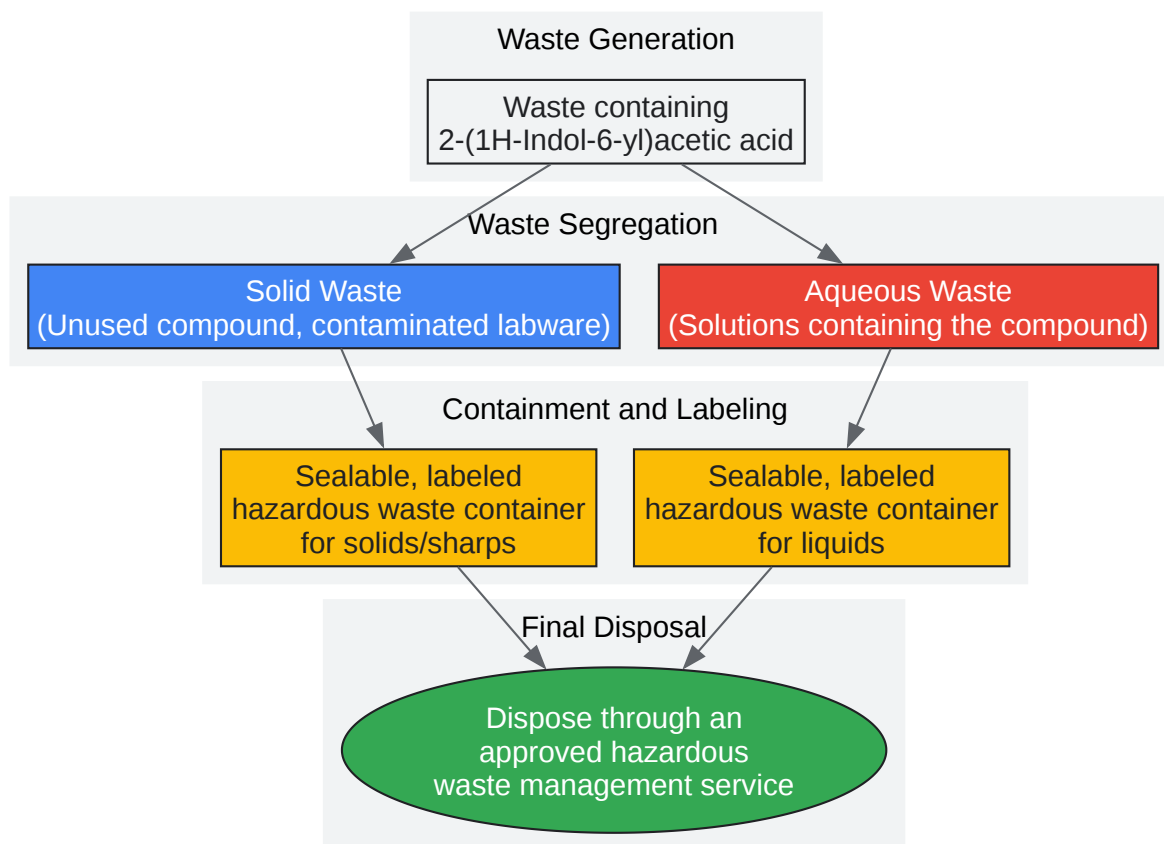 Waste Generation
Waste containing
2-(1H-Indol-6-yl)acetic acid
Waste Segregation
Solid Waste
(Unused compound, contaminated labware)
Aqueous Waste
(Solutions containing the compound)
Containment and Labeling
Sealable, labeled
hazardous waste container
for solids/sharps
Sealable, labeled
hazardous waste container
for liquids
Final Disposal
Dispose through an
approved hazardous
waste management service